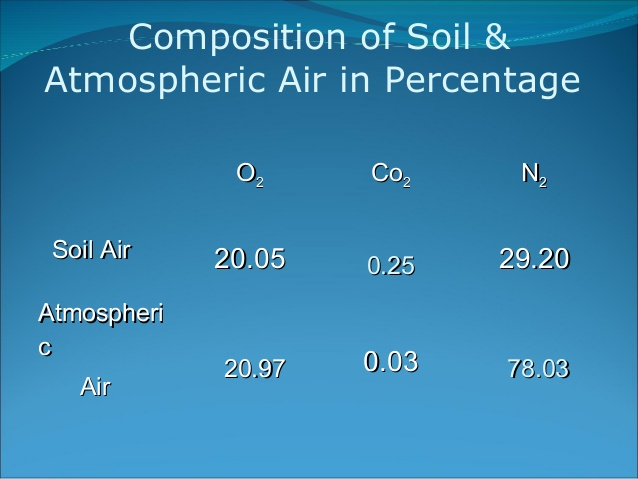 Composition of Soil &
Atmospheric Air in Percentage
O₂ Co₂ N₂
Soil Air 20.05 0.25 29.20
Atmospheri
c
Air 20.97 0.03 78.03